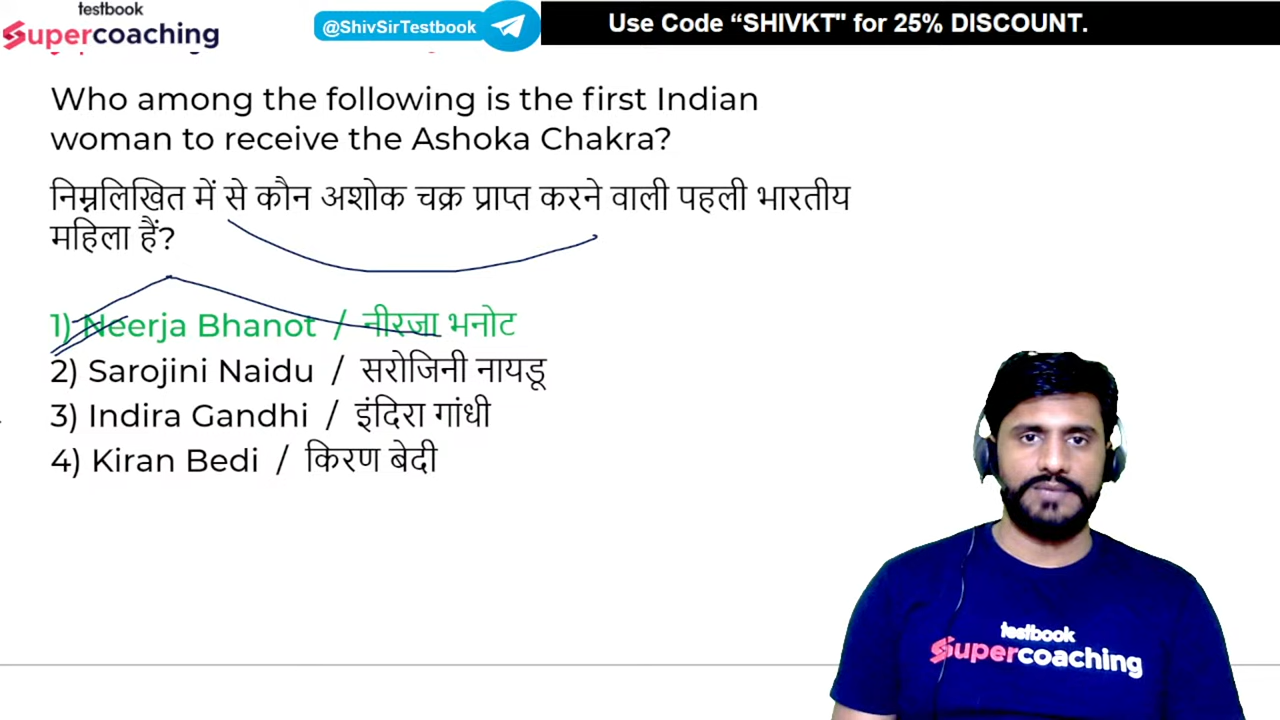 testbook
Supercoaching
@ShivSirTestbook
Use Code “SHIVKT" for 25% DISCOUNT.
Who among the following is the first Indian
woman to receive the Ashoka Chakra?
निम्नलिखित में से कौन अशोक चक्र प्राप्त करने वाली पहली भारतीय
महिला हैं?
1) Neerja Bhanot / नीरजा भनोट
2) Sarojini Naidu / सरोजिनी नायडू
3) Indira Gandhi / इंदिरा गांधी
4) Kiran Bedi / किरण बेदी
testbook
Supercoaching